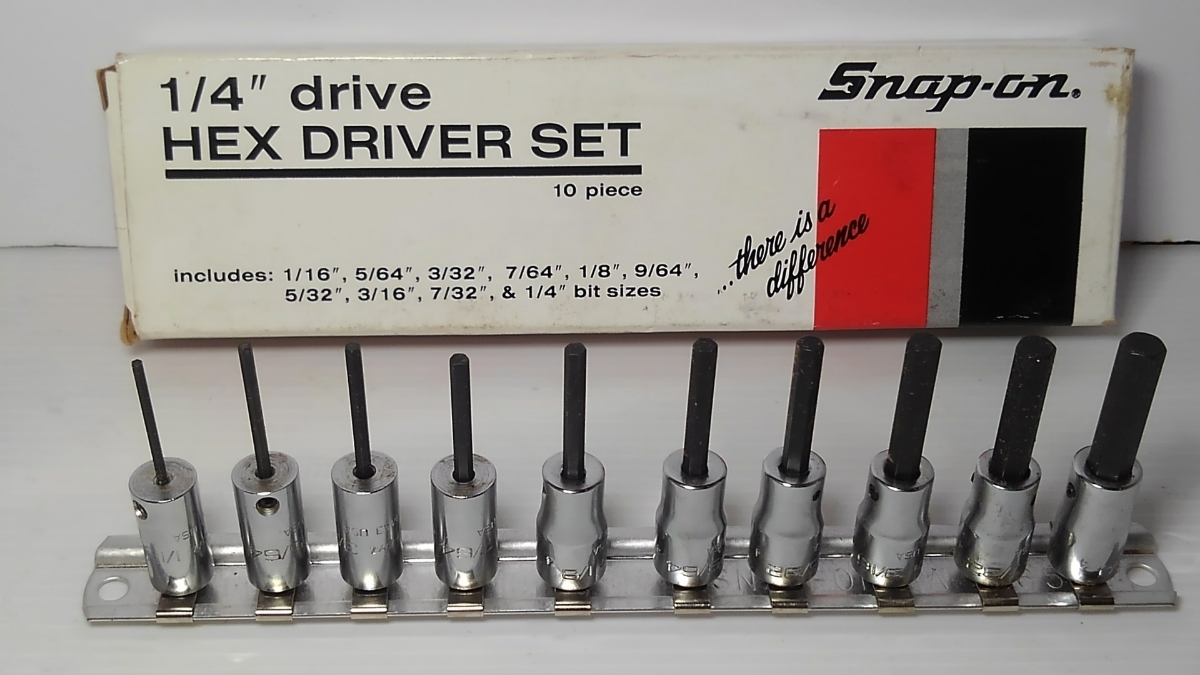 1/4" drive
HEX DRIVER SET
10 piece
Snap-on®
...there is a
difference
includes: 1/16", 5/64", 3/32", 7/64", 1/8", 9/64",
5/32", 3/16", 7/32", & 1/4" bit sizes